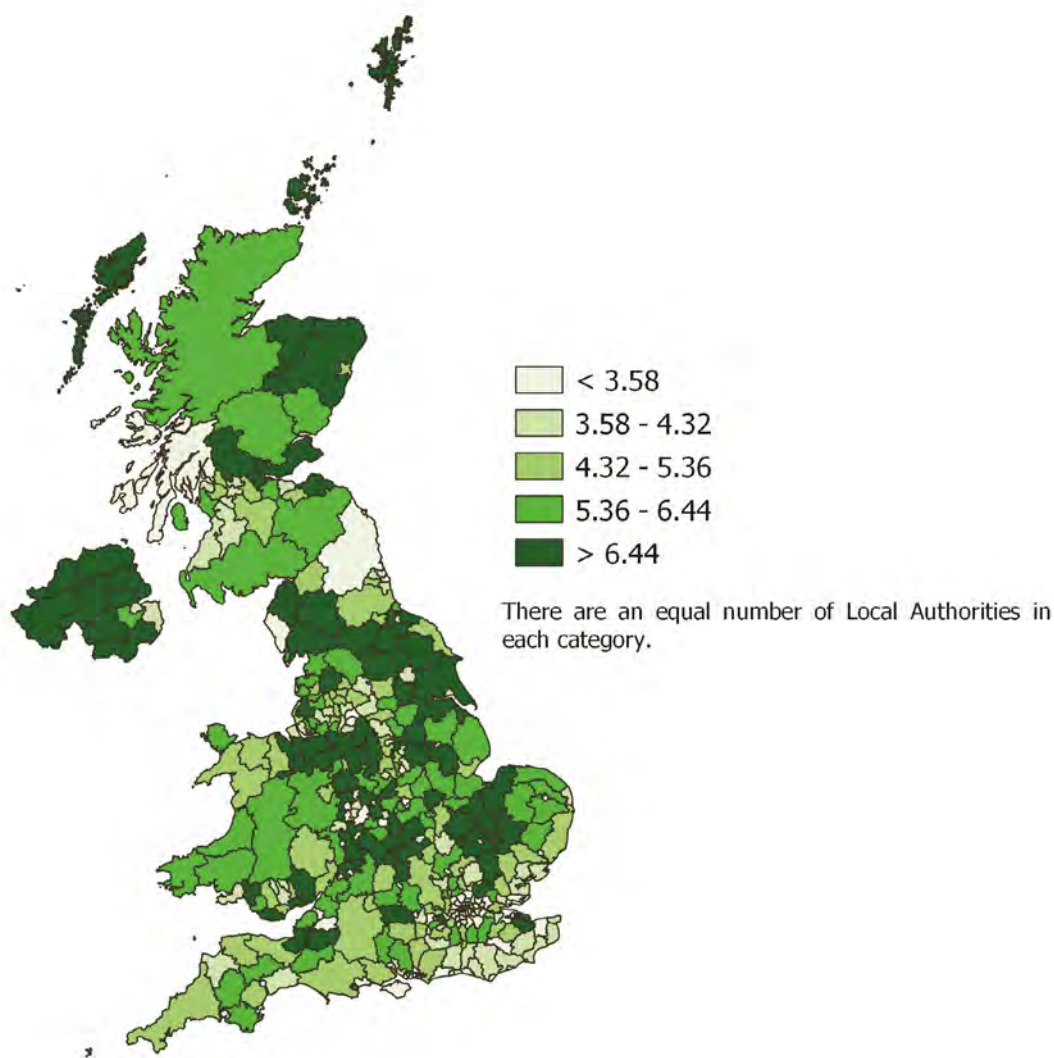 < 3.58
3.58 - 4.32
4.32 - 5.36
5.36 - 6.44
> 6.44
There are an equal number of Local Authorities in
each category.